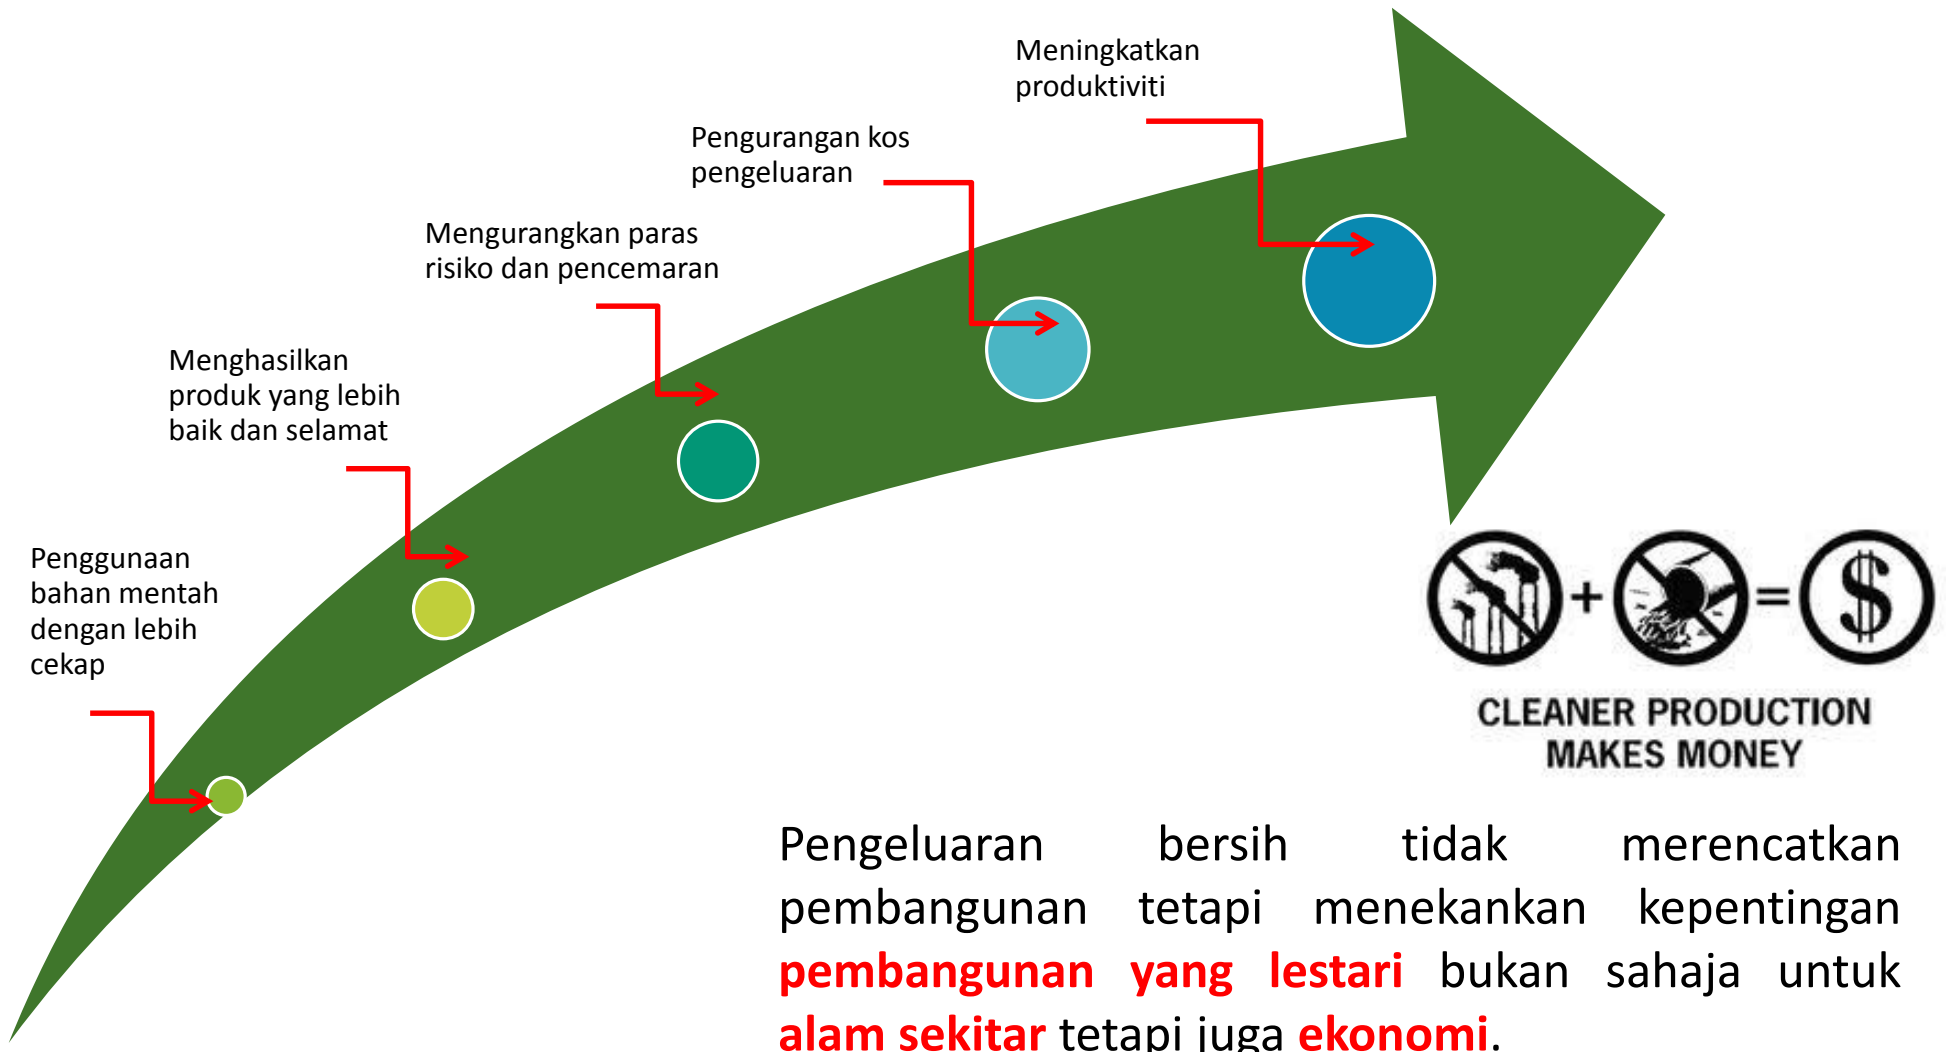 Meningkatkan
produktiviti
Pengurangan kos
pengeluaran
Mengurangkan paras
risiko dan pencemaran
Menghasilkan
produk yang lebih
baik dan selamat
Penggunaan
bahan mentah
dengan lebih
cekap
+ = $
CLEANER PRODUCTION
MAKES MONEY
Pengeluaran bersih tidak merencatkan
pembangunan tetapi menekankan kepentingan
pembangunan yang lestari bukan sahaja untuk
alam sekitar tetapi juga ekonomi.